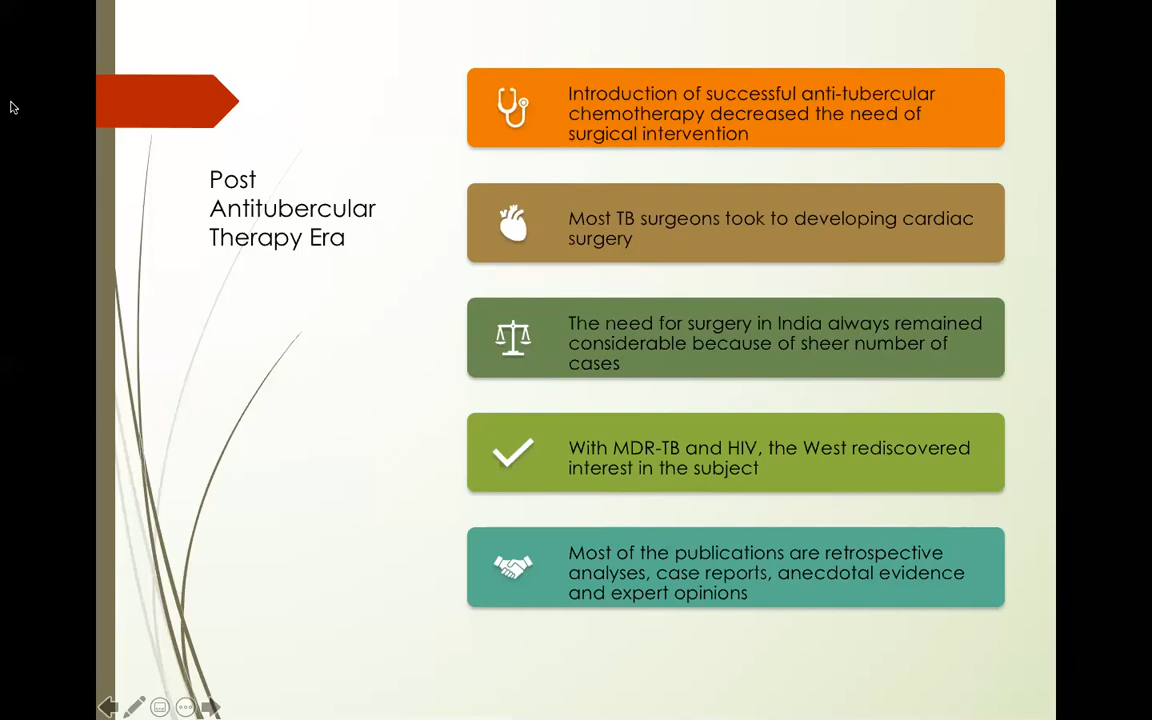 Post
Antitubercular
Therapy Era
Introduction of successful anti-tubercular
chemotherapy decreased the need of
surgical intervention
Most TB surgeons took to developing cardiac
surgery
The need for surgery in India always remained
considerable because of sheer number of
cases
With MDR-TB and HIV, the West rediscovered
interest in the subject
Most of the publications are retrospective
analyses, case reports, anecdotal evidence
and expert opinions